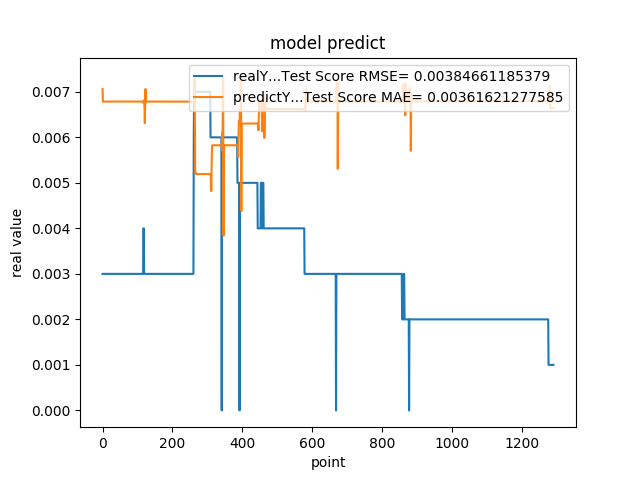 model predict
realY...Test Score RMSE= 0.00384661185379
predictY...Test Score MAE= 0.00361621277585
0.007
0.006
0.005
0.004
0.003
0.002
0.001
0.000
real value
0 200 400 600 800 1000 1200
point